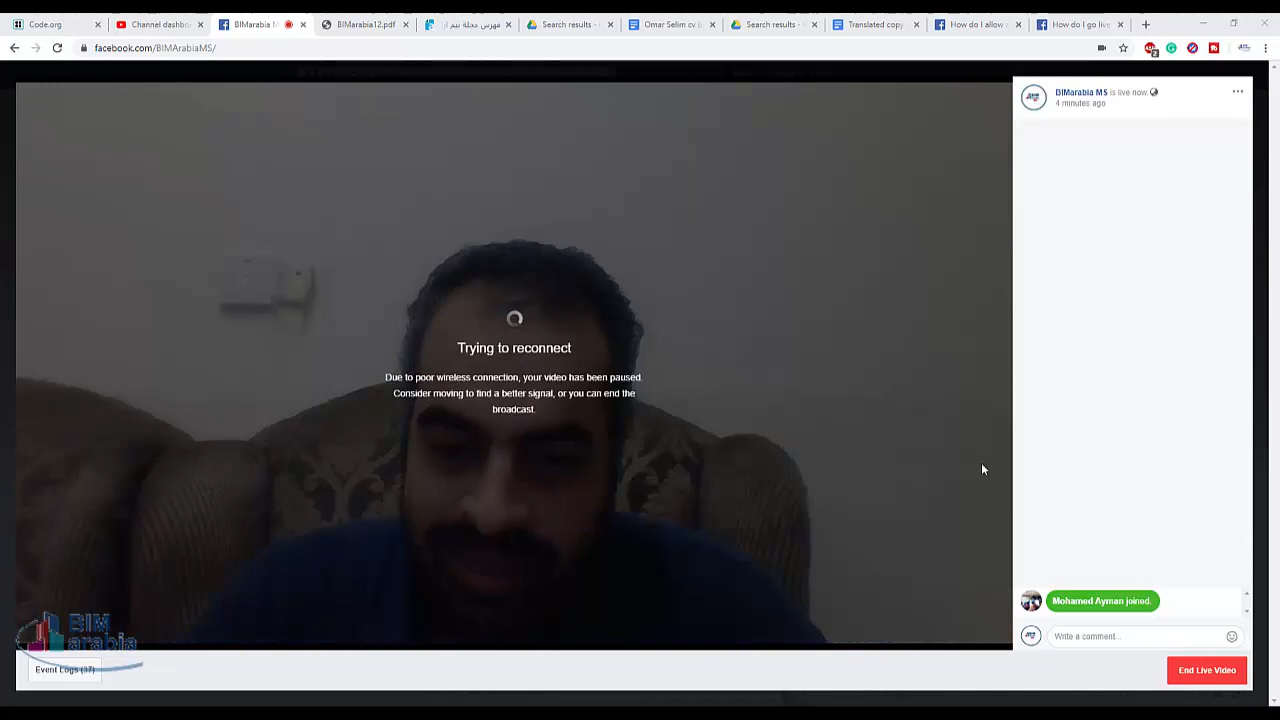 Code.org
Channel dashbo
BIMarabia M
BIMarabia12.pdf
فهرس مجلة بيم ار
Search results -
Omar Selim cv B
Search results -
Translated copy
How do I allow a
How do I go live
facebook.com/BIMArabiaMS/
BIMarabia MS is live now.
4 minutes ago
Trying to reconnect
Due to poor wireless connection, your video has been paused.
Consider moving to find a better signal, or you can end the
broadcast.
Mohamed Ayman joined.
Write a comment...
BIM
arabia
Event Logs (37)
End Live Video